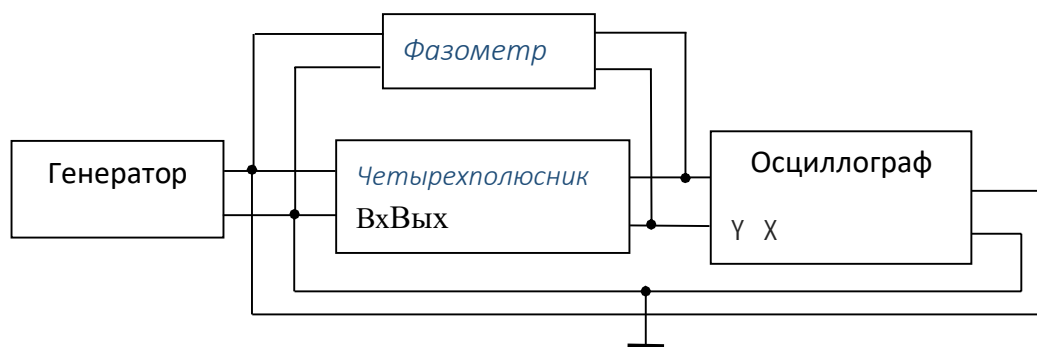 Фазометр
Генератор
Четырехполюсник
ВхВых
Осциллограф
Y X